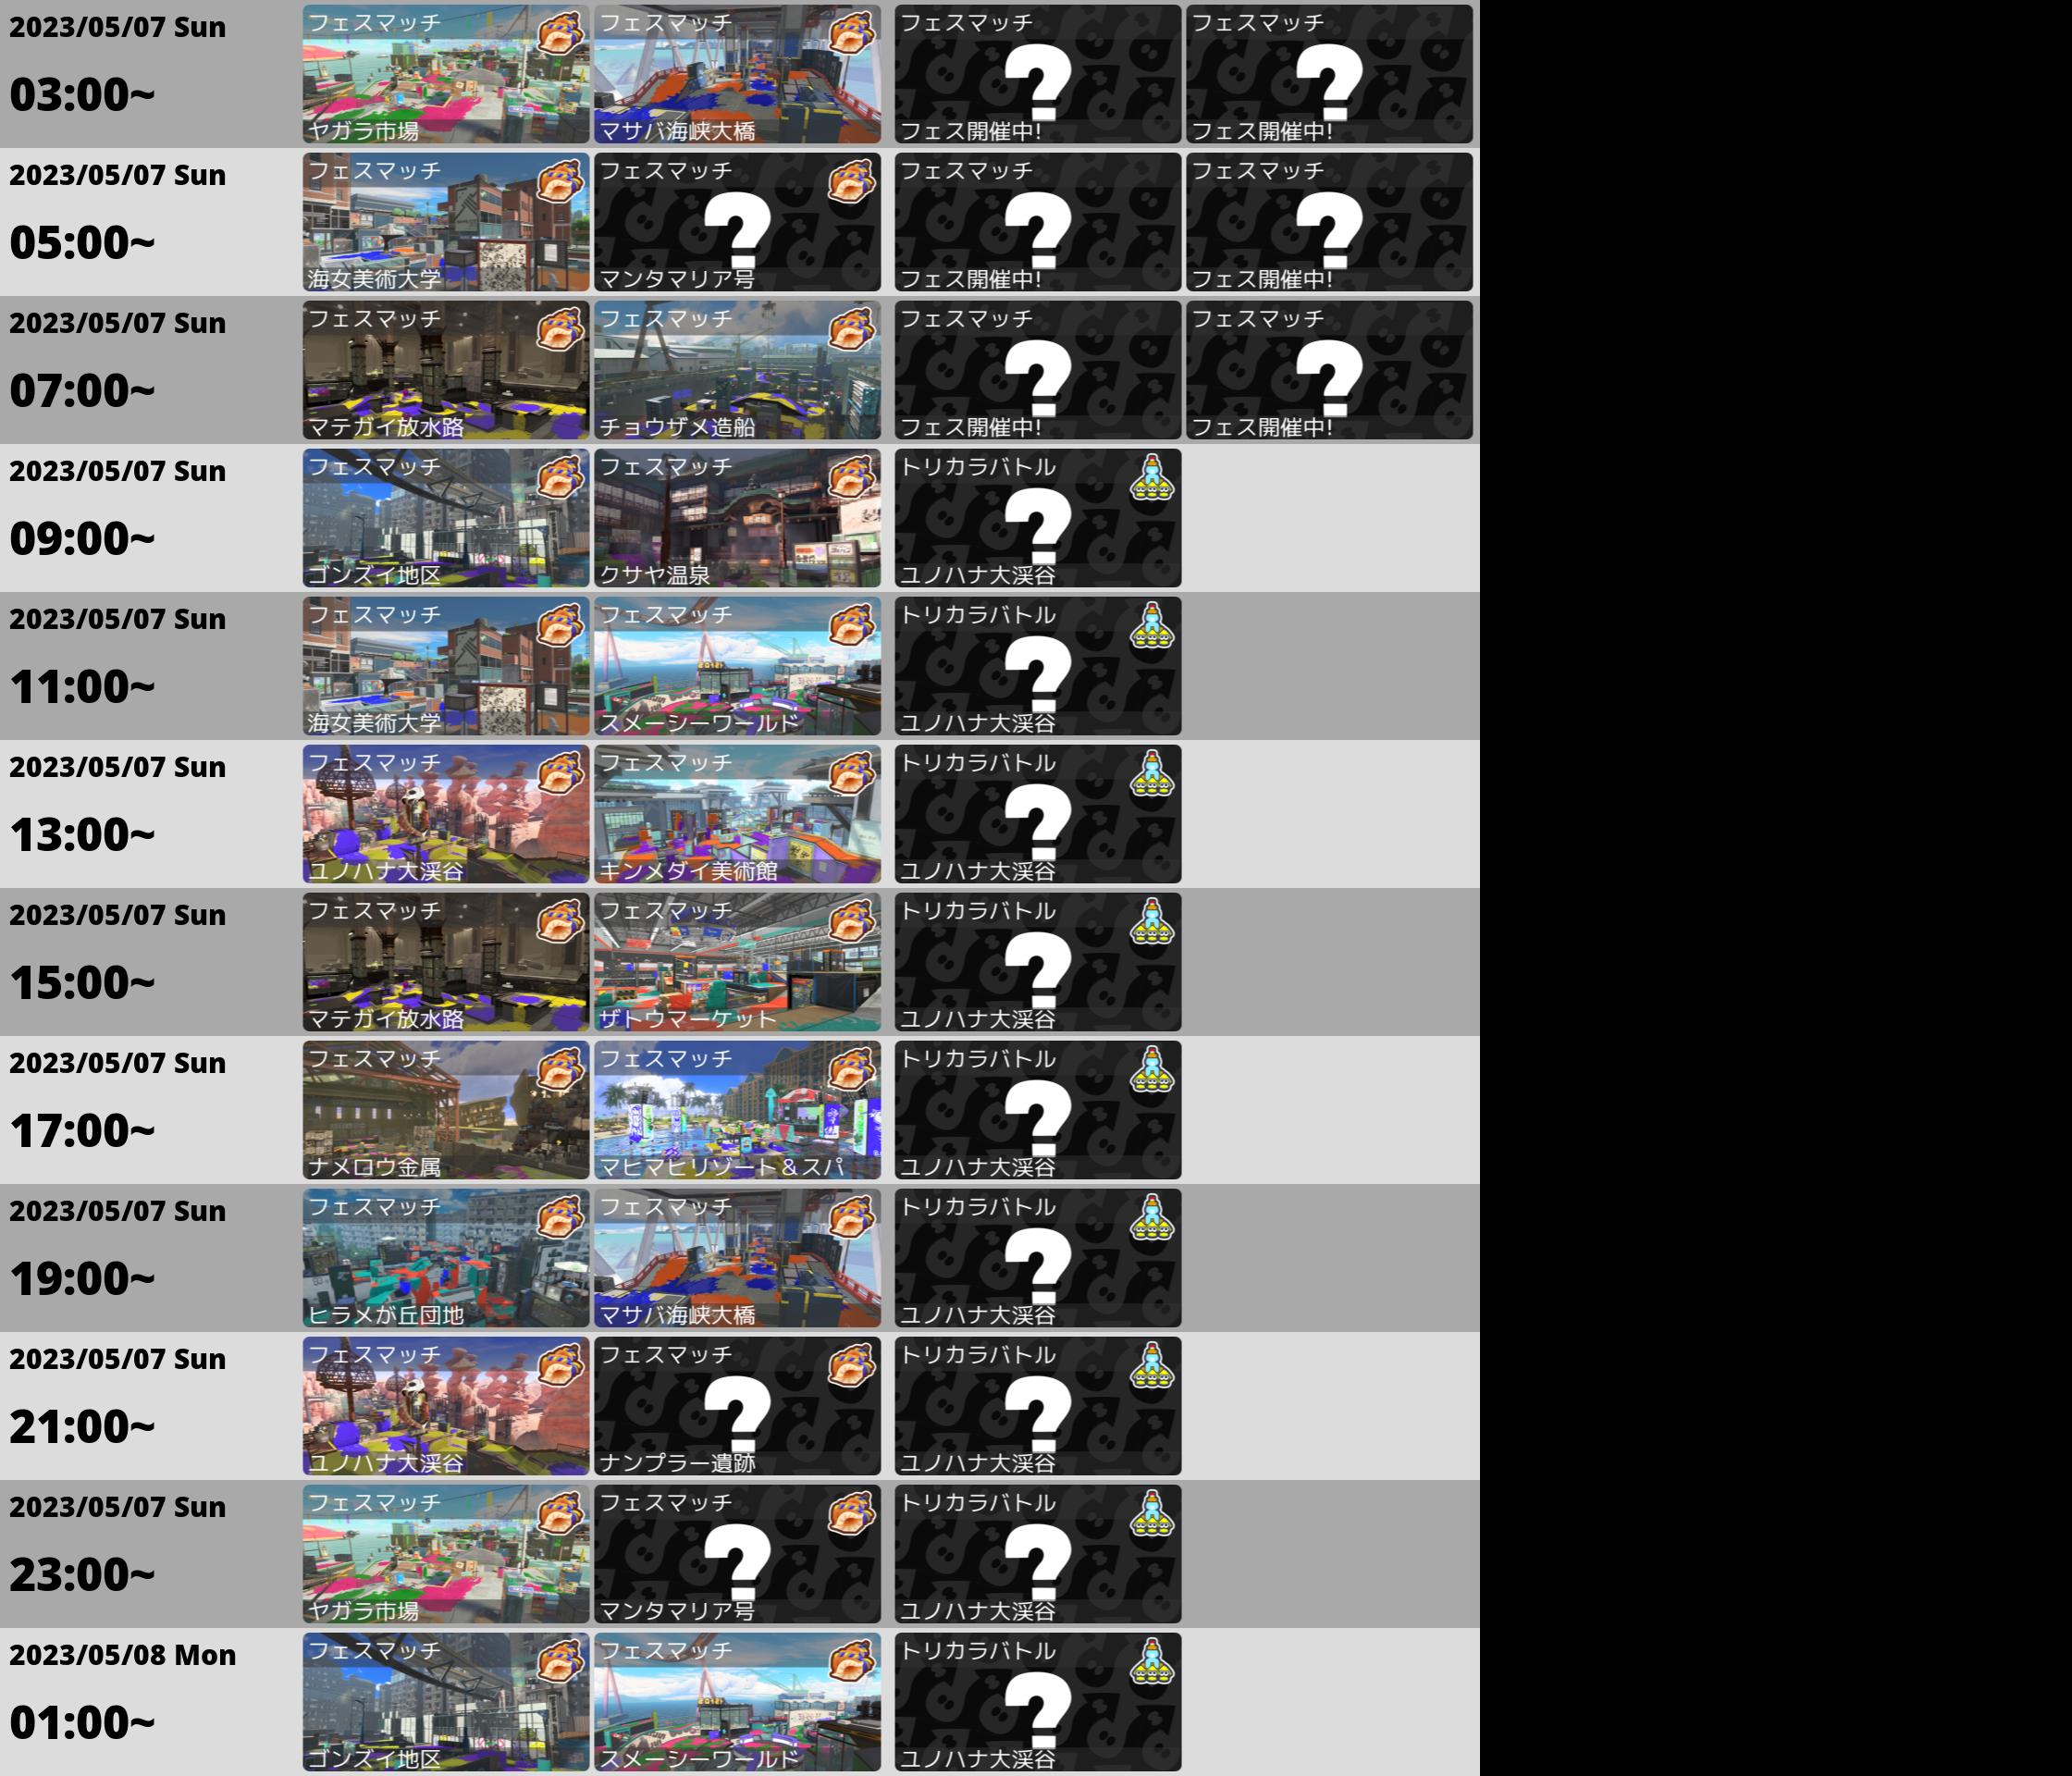 2023/05/07 Sun
03:00~
フェスマッチ
ヤガラ市場
フェスマッチ
マサバ海峡大橋
フェスマッチ
フェス開催中!
フェスマッチ
フェス開催中!
2023/05/07 Sun
05:00~
フェスマッチ
海女美術大学
フェスマッチ
マンタマリア号
フェスマッチ
フェス開催中!
フェスマッチ
フェス開催中!
2023/05/07 Sun
07:00~
フェスマッチ
マテガイ放水路
フェスマッチ
チョウザメ造船
フェスマッチ
フェス開催中!
フェスマッチ
フェス開催中!
2023/05/07 Sun
09:00~
フェスマッチ
ゴンズイ地区
フェスマッチ
クサヤ温泉
トリカラバトル
ユノハナ大渓谷
2023/05/07 Sun
11:00~
フェスマッチ
海女美術大学
フェスマッチ
スメーシーワールド
トリカラバトル
ユノハナ大渓谷
2023/05/07 Sun
13:00~
フェスマッチ
ユノハナ大渓谷
フェスマッチ
キンメダイ美術館
トリカラバトル
ユノハナ大渓谷
2023/05/07 Sun
15:00~
フェスマッチ
マテガイ放水路
フェスマッチ
ザトウマーケット
トリカラバトル
ユノハナ大渓谷
2023/05/07 Sun
17:00~
フェスマッチ
ナメロウ金属
フェスマッチ
マヒマヒリゾート＆スパ
トリカラバトル
ユノハナ大渓谷
2023/05/07 Sun
19:00~
フェスマッチ
ヒラメが丘団地
フェスマッチ
マサバ海峡大橋
トリカラバトル
ユノハナ大渓谷
2023/05/07 Sun
21:00~
フェスマッチ
ユノハナ大渓谷
フェスマッチ
ナンプラー遺跡
トリカラバトル
ユノハナ大渓谷
2023/05/07 Sun
23:00~
フェスマッチ
ヤガラ市場
フェスマッチ
マンタマリア号
トリカラバトル
ユノハナ大渓谷
2023/05/08 Mon
01:00~
フェスマッチ
ゴンズイ地区
フェスマッチ
スメーシーワールド
トリカラバトル
ユノハナ大渓谷